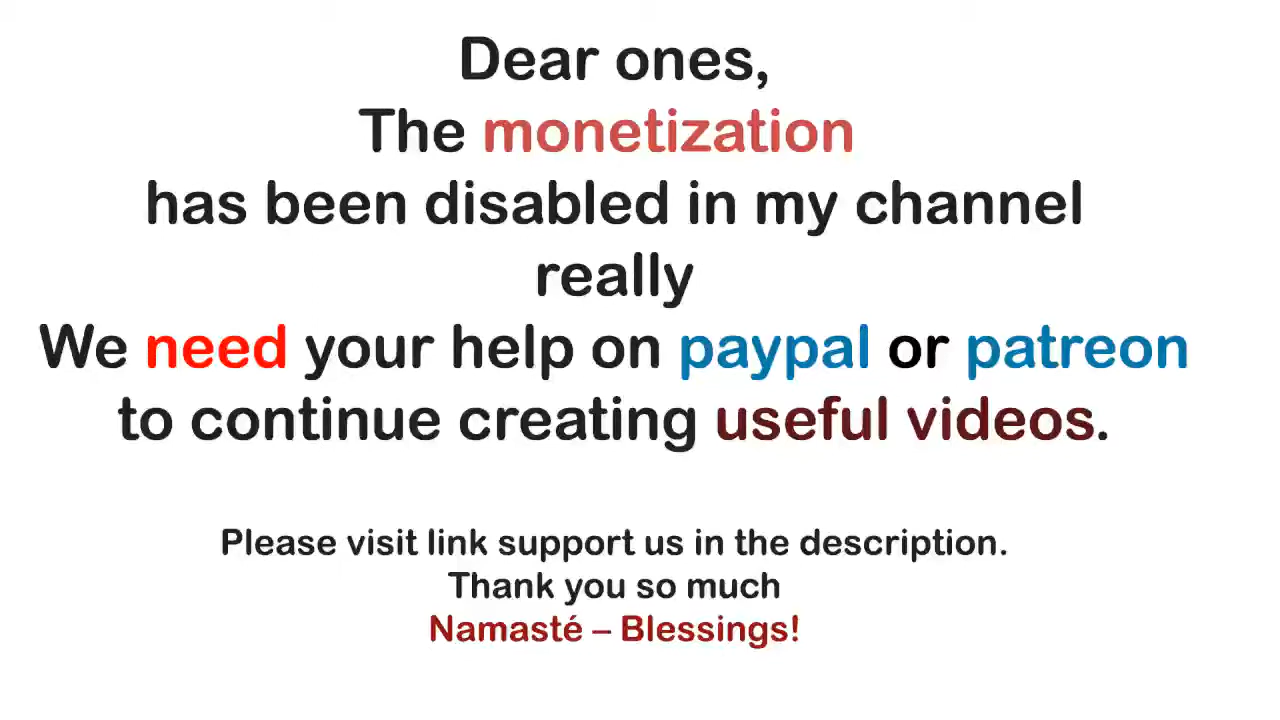 Dear ones,
The monetization
has been disabled in my channel
really
We need your help on paypal or patreon
to continue creating useful videos.
Please visit link support us in the description.
Thank you so much
Namasté – Blessings!